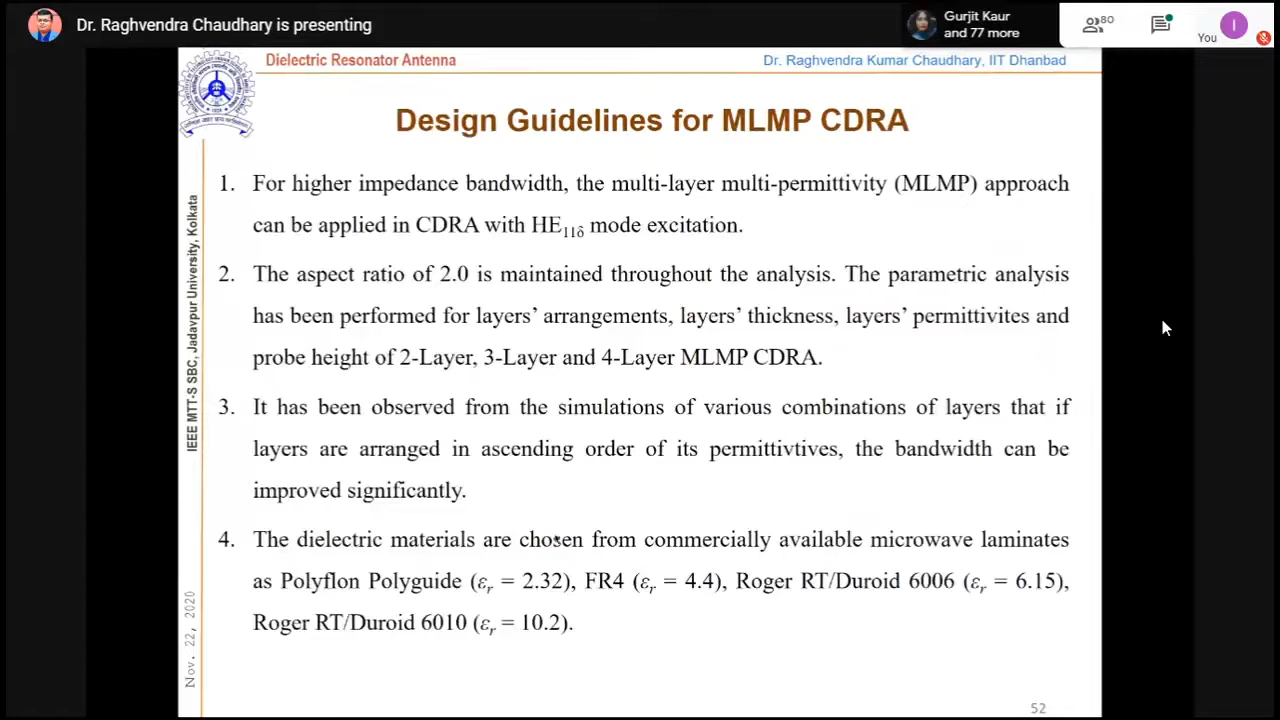 Dr. Raghvendra Chaudhary is presenting
Gurjit Kaur
and 77 more
80
You
I
Dielectric Resonator Antenna
Dr. Raghvendra Kumar Chaudhary, IIT Dhanbad
Design Guidelines for MLMP CDRA
1. For higher impedance bandwidth, the multi-layer multi-permittivity (MLMP) approach
can be applied in CDRA with HE₁₁δ mode excitation.
2. The aspect ratio of 2.0 is maintained throughout the analysis. The parametric analysis
has been performed for layers’ arrangements, layers’ thickness, layers’ permittivites and
probe height of 2-Layer, 3-Layer and 4-Layer MLMP CDRA.
3. It has been observed from the simulations of various combinations of layers that if
layers are arranged in ascending order of its permittivtives, the bandwidth can be
improved significantly.
4. The dielectric materials are chosen from commercially available microwave laminates
as Polyflon Polyguide (εr = 2.32), FR4 (εr = 4.4), Roger RT/Duroid 6006 (εr = 6.15),
Roger RT/Duroid 6010 (εr = 10.2).
IEEE MTT-S SBC, Jadavpur University, Kolkata
Nov. 22, 2020
52